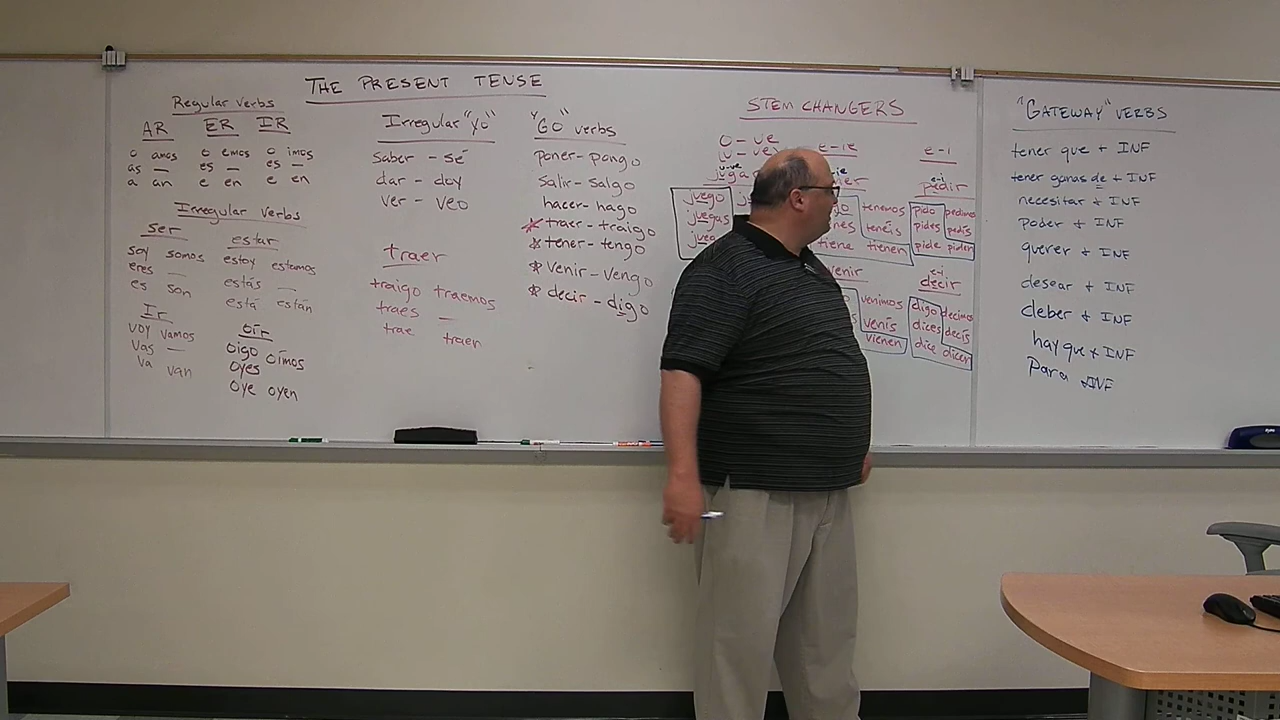 THE PRESENT TENSE
Regular Verbs
AR ER IR
o amos o emos o imos
as — es — es —
a an e en e en
Irregular verbs
ser
soy somos
eres —
es son
estar
estoy estamos
estás —
está están
Ir
voy vamos
vas —
va van
oír
oigo oímos
oyes
oye oyen
Irregular "Yo"
saber - sé
dar - doy
ver - veo
traer
traigo traemos
traes —
trae traen
"GO" verbs
poner - pongo
salir - salgo
hacer - hago
* traer - traigo
* tener - tengo
* venir - vengo
* decir - digo
STEM CHANGERS
o - ue
u - ue
e-ie
e-i
u-ue
juego
juegas
e-i
pedir
tenemos
tenéis
tiene tienen
pido pedimos
pides pedís
pide piden
venimos
venís
vienen
e-i
decir
digo decimos
dices decís
dice dicen
"GATEWAY" VERBS
tener que + INF
tener ganas de + INF
necesitar + INF
poder + INF
querer + INF
desear + INF
deber + INF
hay que + INF
Para + INF